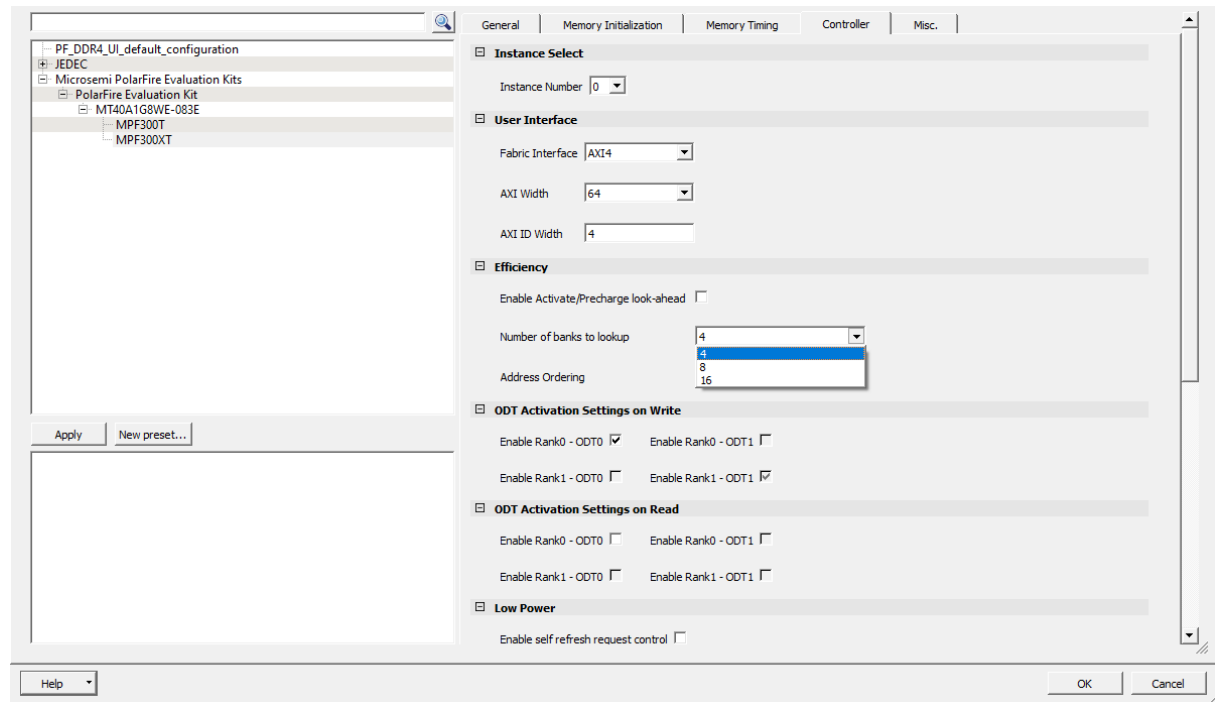 PF_DDR4_UI_default_configuration
JEDEC
Microsemi PolarFire Evaluation Kits
PolarFire Evaluation Kit
MT40A1G8WE-083E
MPF300T
MPF300XT
Apply
New preset...
General
Memory Initialization
Memory Timing
Controller
Misc.
Instance Select
Instance Number 0
User Interface
Fabric Interface AXI4
AXI Width 64
AXI ID Width 4
Efficiency
Enable Activate/Precharge look-ahead
Number of banks to lookup 4
4
8
16
Address Ordering
ODT Activation Settings on Write
Enable Rank0 - ODT0 Enable Rank0 - ODT1
Enable Rank1 - ODT0 Enable Rank1 - ODT1
ODT Activation Settings on Read
Enable Rank0 - ODT0 Enable Rank0 - ODT1
Enable Rank1 - ODT0 Enable Rank1 - ODT1
Low Power
Enable self refresh request control
Help
OK
Cancel